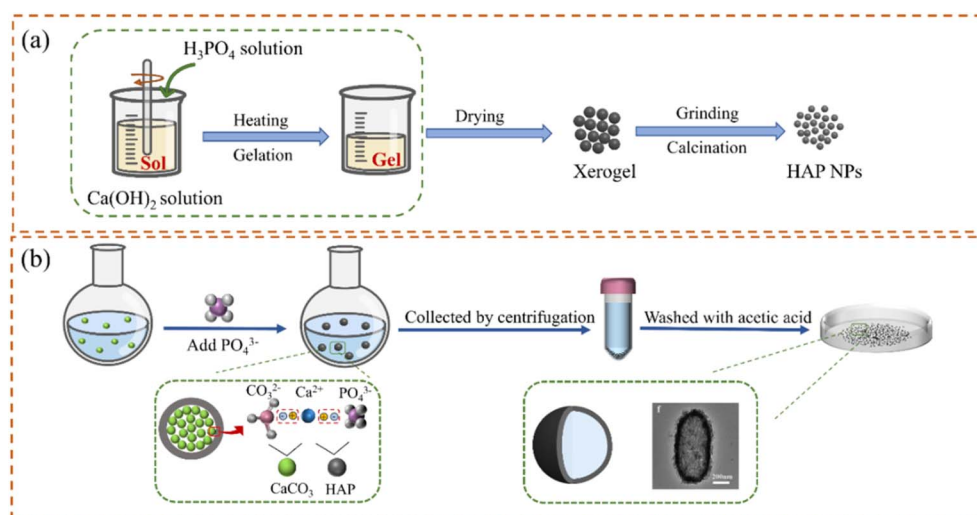 (a)
H₃PO₄ solution
Sol
Ca(OH)₂ solution
Heating
Gelation
Gel
Drying
Xerogel
Grinding
Calcination
HAP NPs
(b)
Add PO₄³⁻
Collected by centrifugation
Washed with acetic acid
CO₃²⁻ Ca²⁺ PO₄³⁻
CaCO₃ HAP
f
200nm